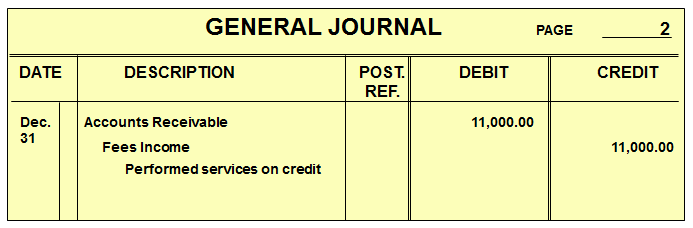 GENERAL JOURNAL PAGE 2
DATE DESCRIPTION POST. REF. DEBIT CREDIT
Dec. 31 Accounts Receivable 11,000.00
Fees Income 11,000.00
Performed services on credit